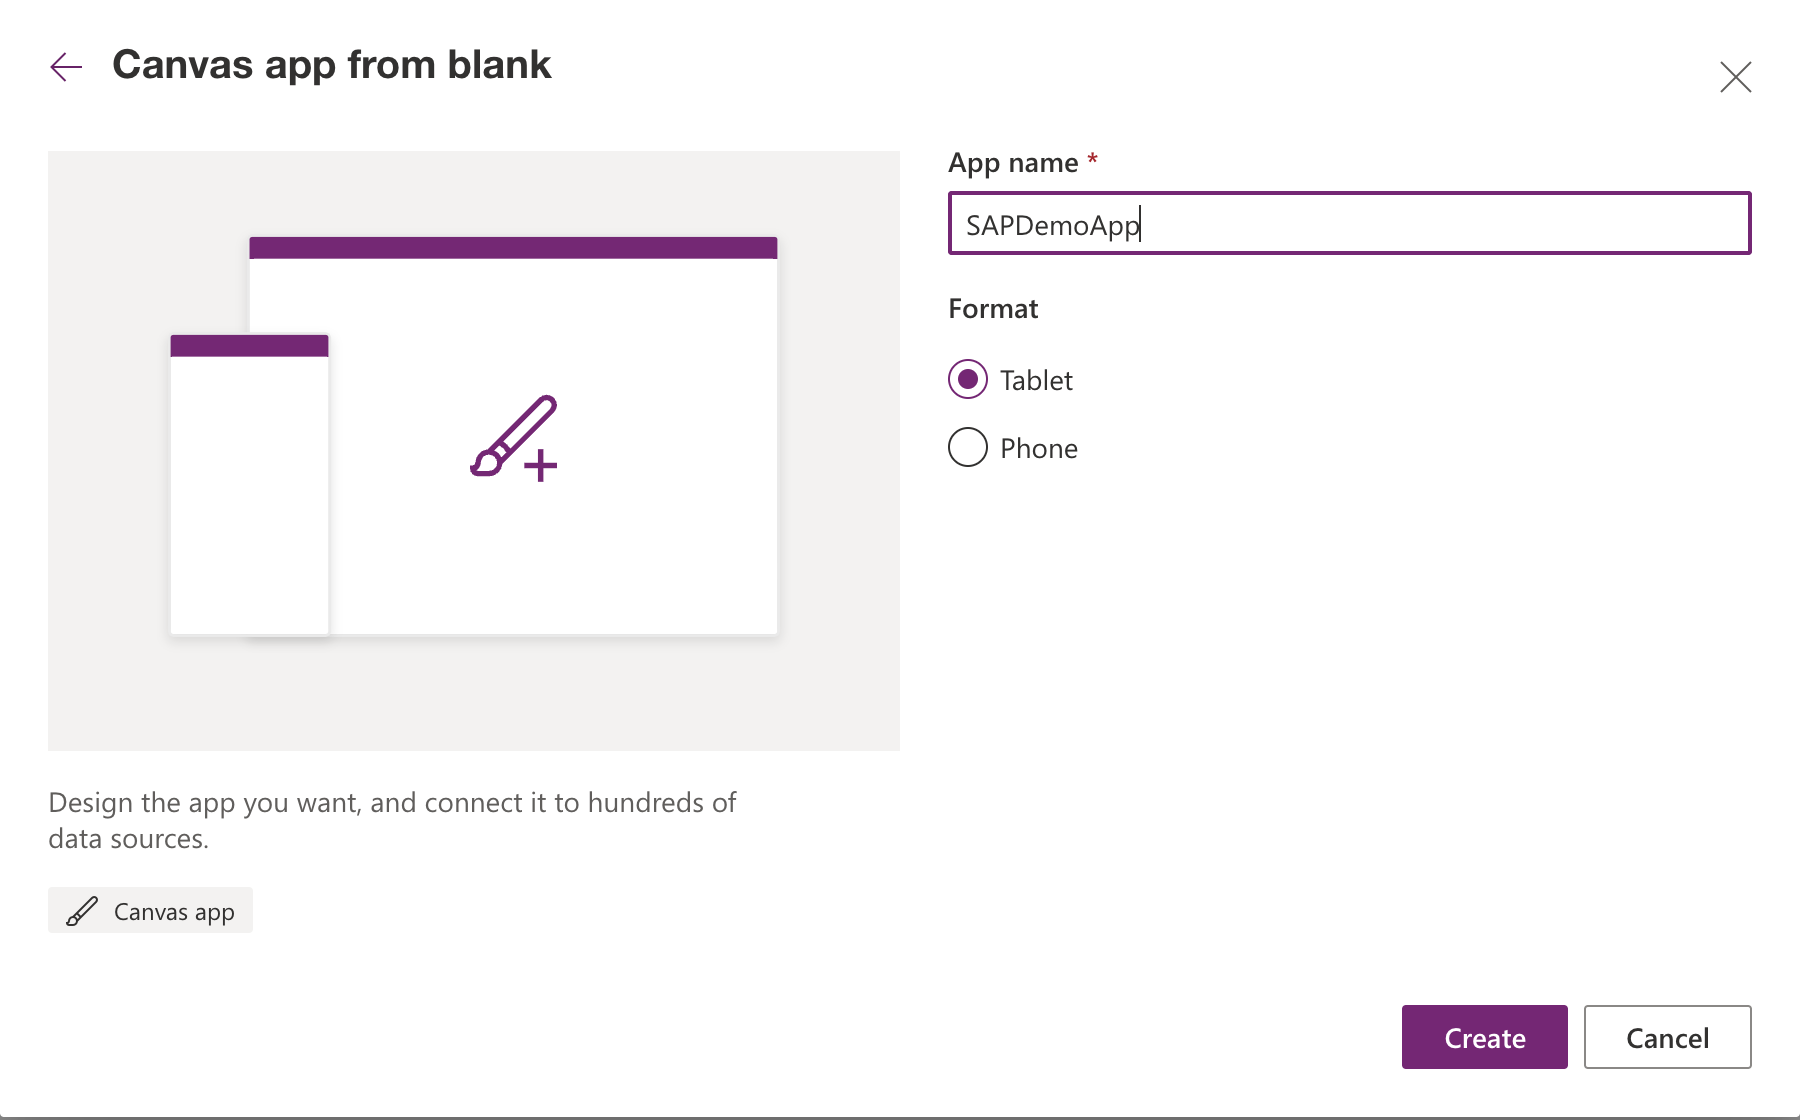 Canvas app from blank
App name *
SAPDemoApp
Format
Tablet
Phone
Design the app you want, and connect it to hundreds of
data sources.
Canvas app
Create
Cancel